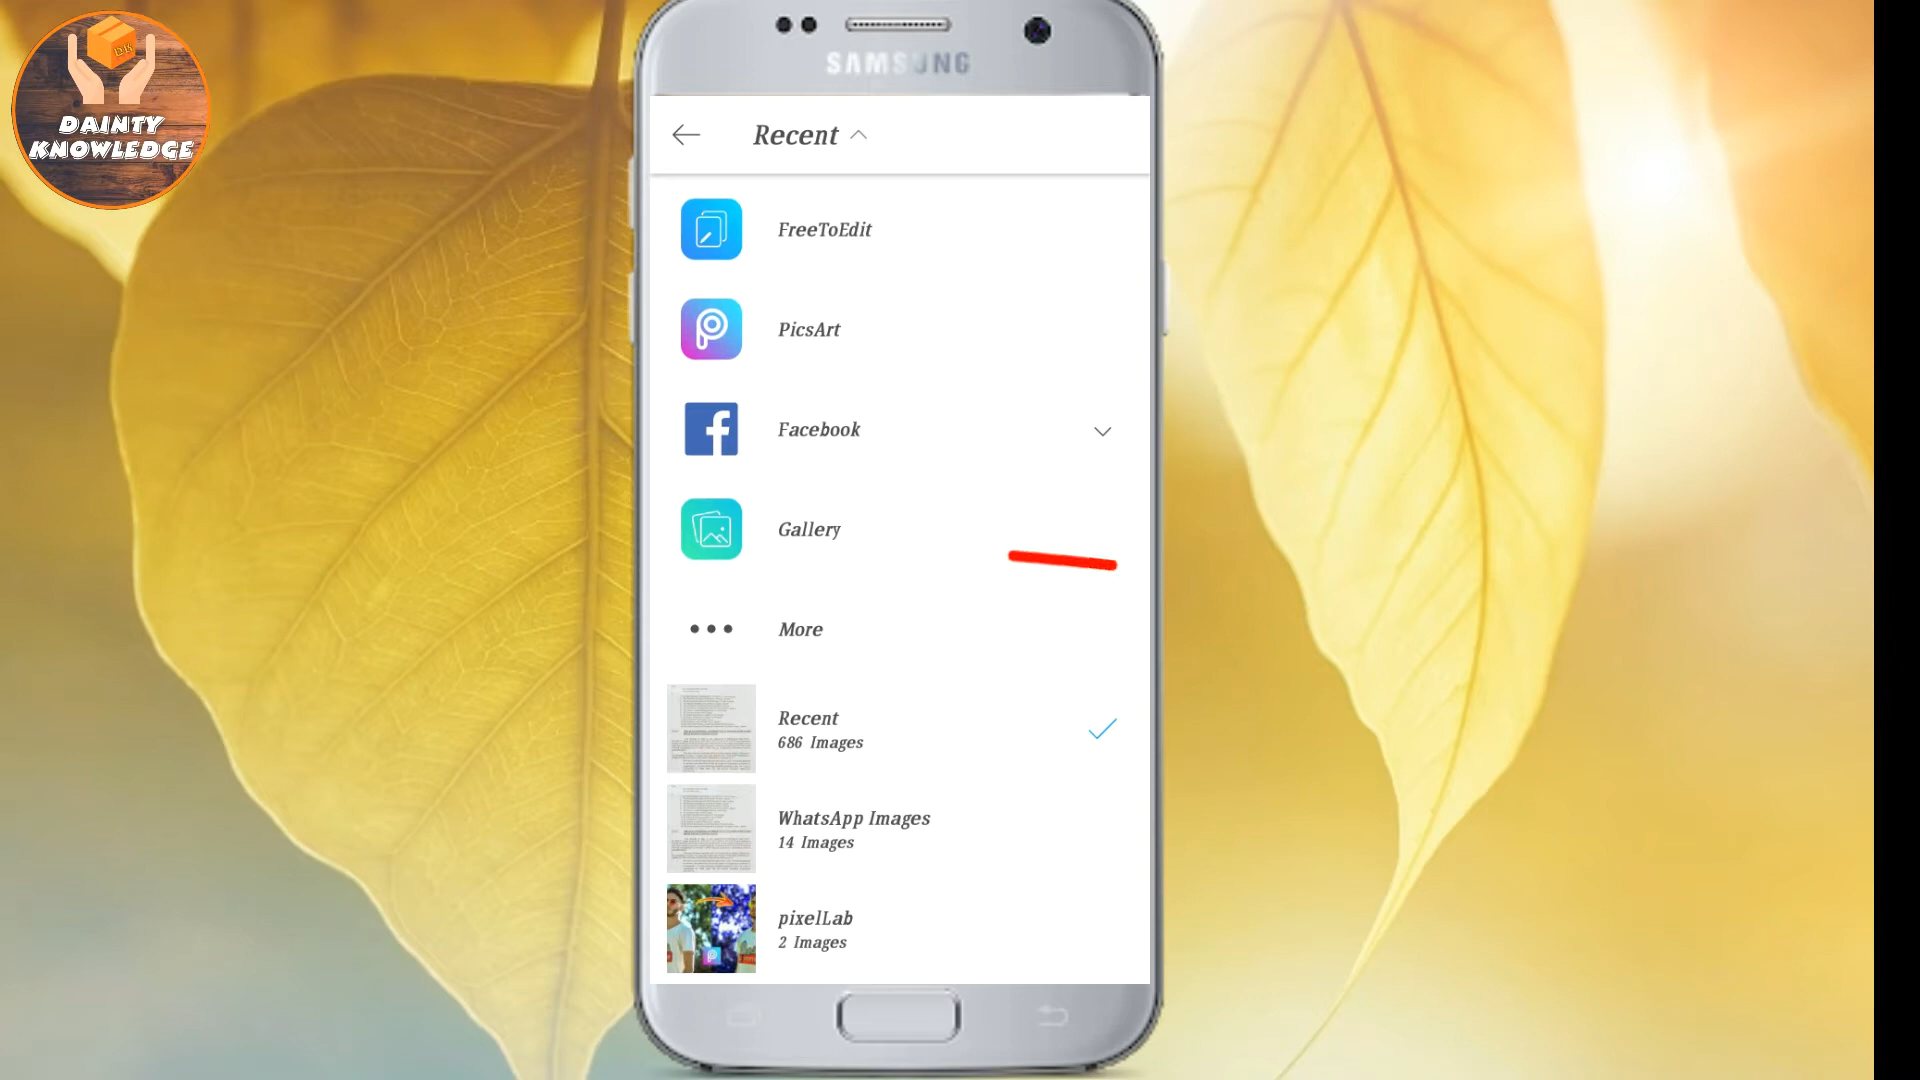 DK
DAINTY
KNOWLEDGE
SAMSUNG
Recent
FreeToEdit
PicsArt
Facebook
Gallery
More
Recent
686 Images
WhatsApp Images
14 Images
pixelLab
2 Images